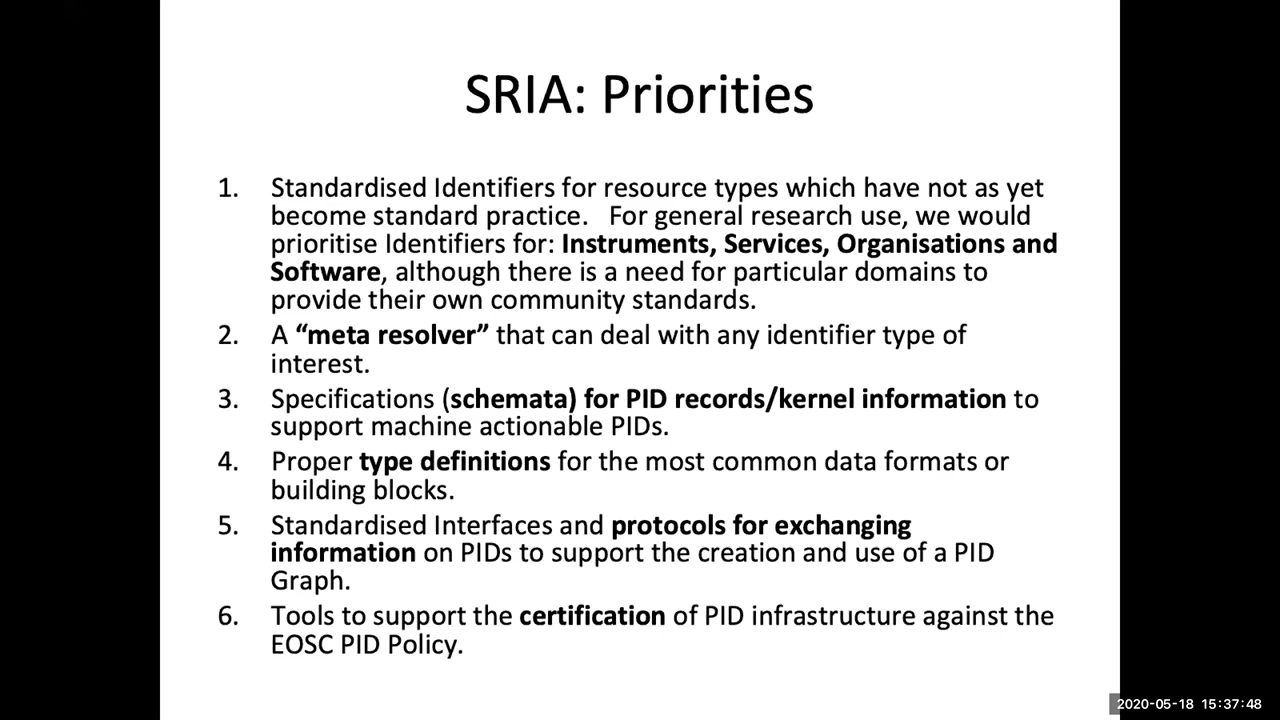 SRIA: Priorities
1. Standardised Identifiers for resource types which have not as yet
become standard practice.   For general research use, we would
prioritise Identifiers for: Instruments, Services, Organisations and
Software, although there is a need for particular domains to
provide their own community standards.
2. A “meta resolver” that can deal with any identifier type of
interest.
3. Specifications (schemata) for PID records/kernel information to
support machine actionable PIDs.
4. Proper type definitions for the most common data formats or
building blocks.
5. Standardised Interfaces and protocols for exchanging
information on PIDs to support the creation and use of a PID
Graph.
6. Tools to support the certification of PID infrastructure against the
EOSC PID Policy.
2020-05-18 15:37:48